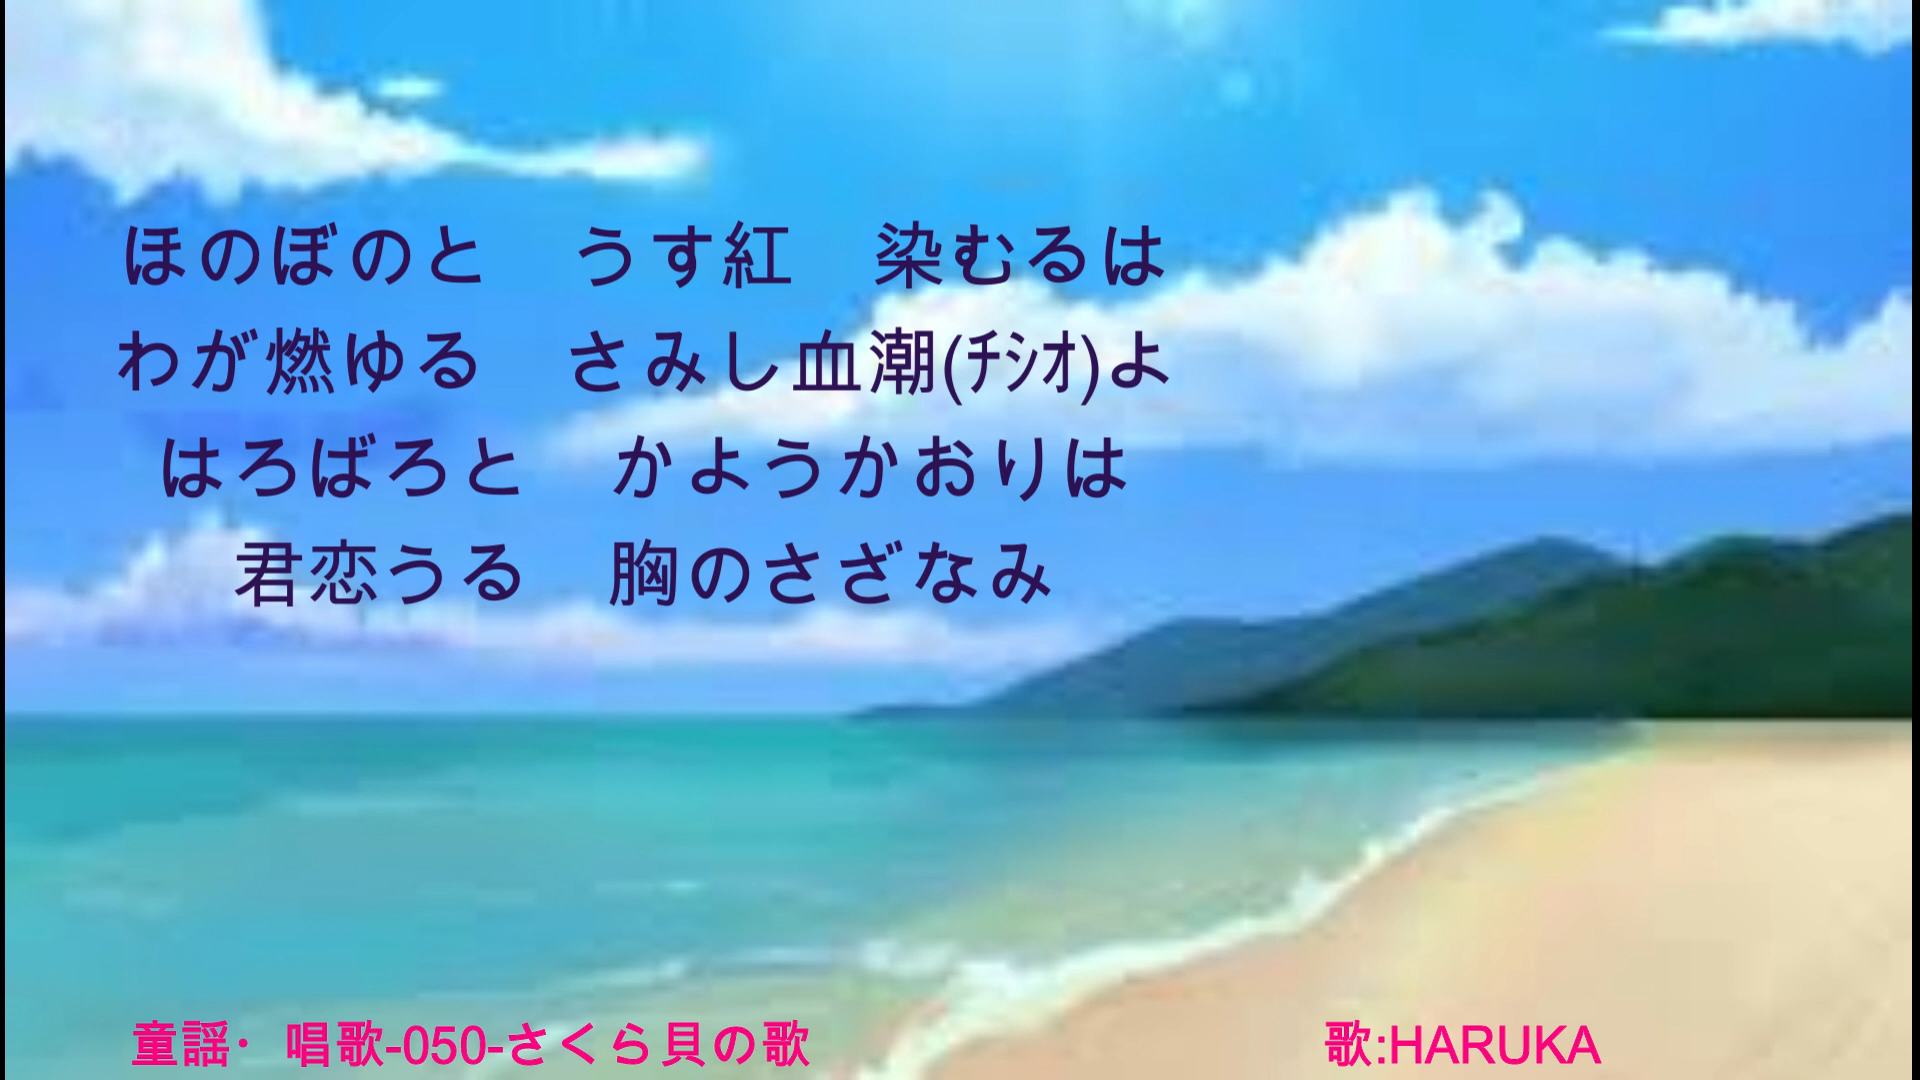 ほのぼのと　うす紅　染むるは
わが燃ゆる　さみし血潮(ﾁｼｵ)よ
はろばろと　かようかおりは
君恋うる　胸のさざなみ
童謡・唱歌-050-さくら貝の歌
歌:HARUKA